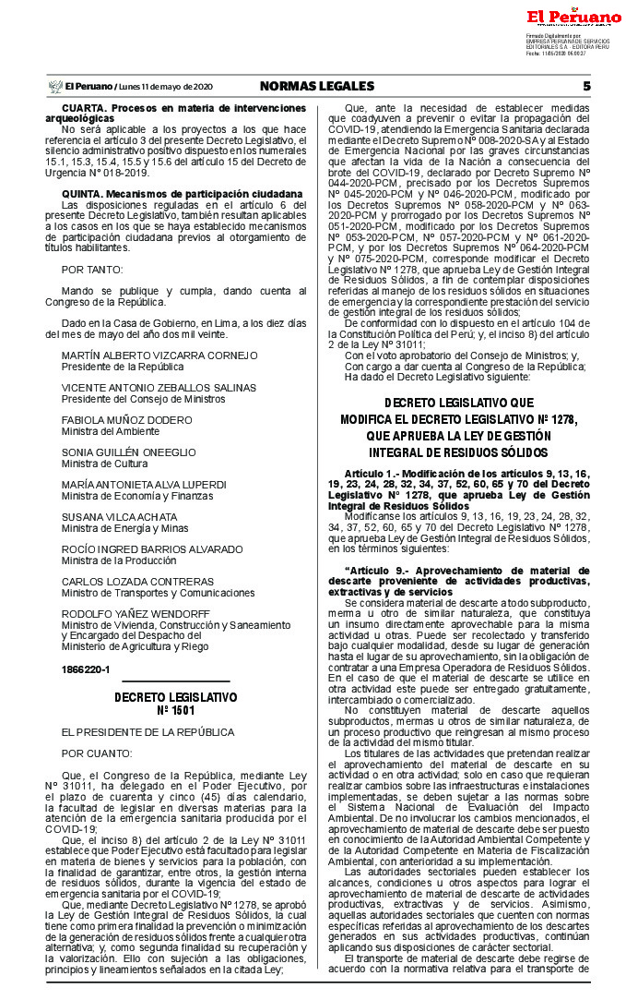 El Peruano
Firmado Digitalmente por:
EMPRESA PERUANA DE SERVICIOS
EDITORIALES S.A. - EDITORA PERU
Fecha: 11/05/2020 06:00:27
El Peruano / Lunes 11 de mayo de 2020
NORMAS LEGALES
5
CUARTA. Procesos en materia de intervenciones
arqueológicas
No será aplicable a los proyectos a los que hace
referencia el artículo 3 del presente Decreto Legislativo, el
silencio administrativo positivo dispuesto en los numerales
15.1, 15.3, 15.4, 15.5 y 15.6 del artículo 15 del Decreto de
Urgencia N° 018-2019.
QUINTA. Mecanismos de participación ciudadana
Las disposiciones reguladas en el artículo 6 del
presente Decreto Legislativo, también resultan aplicables
a los casos en los que se haya establecido mecanismos
de participación ciudadana previos al otorgamiento de
títulos habilitantes.
POR TANTO:
Mando se publique y cumpla, dando cuenta al
Congreso de la República.
Dado en la Casa de Gobierno, en Lima, a los diez días
del mes de mayo del año dos mil veinte.
MARTÍN ALBERTO VIZCARRA CORNEJO
Presidente de la República
VICENTE ANTONIO ZEBALLOS SALINAS
Presidente del Consejo de Ministros
FABIOLA MUÑOZ DODERO
Ministra del Ambiente
SONIA GUILLÉN ONEEGLIO
Ministra de Cultura
MARÍA ANTONIETA ALVA LUPERDI
Ministra de Economía y Finanzas
SUSANA VILCA ACHATA
Ministra de Energía y Minas
ROCÍO INGRED BARRIOS ALVARADO
Ministra de la Producción
CARLOS LOZADA CONTRERAS
Ministro de Transportes y Comunicaciones
RODOLFO YAÑEZ WENDORFF
Ministro de Vivienda, Construcción y Saneamiento
y Encargado del Despacho del
Ministerio de Agricultura y Riego
1866220-1
DECRETO LEGISLATIVO
Nº 1501
EL PRESIDENTE DE LA REPÚBLICA
POR CUANTO:
Que, el Congreso de la República, mediante Ley
Nº 31011, ha delegado en el Poder Ejecutivo, por
el plazo de cuarenta y cinco (45) días calendario,
la facultad de legislar en diversas materias para la
atención de la emergencia sanitaria producida por el
COVID-19;
Que, el inciso 8) del artículo 2 de la Ley Nº 31011
establece que Poder Ejecutivo está facultado para legislar
en materia de bienes y servicios para la población, con
la finalidad de garantizar, entre otros, la gestión interna
de residuos sólidos, durante la vigencia del estado de
emergencia sanitaria por el COVID-19;
Que, mediante Decreto Legislativo Nº 1278, se aprobó
la Ley de Gestión Integral de Residuos Sólidos, la cual
tiene como primera finalidad la prevención o minimización
de la generación de residuos sólidos frente a cualquier otra
alternativa; y, como segunda finalidad su recuperación y
la valorización. Ello con sujeción a las obligaciones,
principios y lineamientos señalados en la citada Ley;
Que, ante la necesidad de establecer medidas
que coadyuven a prevenir o evitar la propagación del
COVID-19, atendiendo la Emergencia Sanitaria declarada
mediante el Decreto Supremo Nº 008-2020-SA y al Estado
de Emergencia Nacional por las graves circunstancias
que afectan la vida de la Nación a consecuencia del
brote del COVID-19, declarado por Decreto Supremo Nº
044-2020-PCM, precisado por los Decretos Supremos
Nº 045-2020-PCM y Nº 046-2020-PCM, modificado por
los Decretos Supremos Nº 058-2020-PCM y Nº 063-
2020-PCM y prorrogado por los Decretos Supremos Nº
051-2020-PCM, modificado por los Decretos Supremos
Nº 053-2020-PCM, Nº 057-2020-PCM y Nº 061-2020-
PCM, y por los Decretos Supremos Nº 064-2020-PCM
y Nº 075-2020-PCM, corresponde modificar el Decreto
Legislativo Nº 1278, que aprueba Ley de Gestión Integral
de Residuos Sólidos, a fin de contemplar disposiciones
referidas al manejo de los residuos sólidos en situaciones
de emergencia y la correspondiente prestación del servicio
de gestión integral de los residuos sólidos;
De conformidad con lo dispuesto en el artículo 104 de
la Constitución Política del Perú; y, el inciso 8) del artículo
2 de la Ley Nº 31011;
Con el voto aprobatorio del Consejo de Ministros; y,
Con cargo a dar cuenta al Congreso de la República;
Ha dado el Decreto Legislativo siguiente:
DECRETO LEGISLATIVO QUE
MODIFICA EL DECRETO LEGISLATIVO Nº 1278,
QUE APRUEBA LA LEY DE GESTIÓN
INTEGRAL DE RESIDUOS SÓLIDOS
Artículo 1.- Modificación de los artículos 9, 13, 16,
19, 23, 24, 28, 32, 34, 37, 52, 60, 65 y 70 del Decreto
Legislativo Nº 1278, que aprueba Ley de Gestión
Integral de Residuos Sólidos
Modifícanse los artículos 9, 13, 16, 19, 23, 24, 28, 32,
34, 37, 52, 60, 65 y 70 del Decreto Legislativo Nº 1278,
que aprueba Ley de Gestión Integral de Residuos Sólidos,
en los términos siguientes:
“Artículo 9.- Aprovechamiento de material de
descarte proveniente de actividades productivas,
extractivas y de servicios
Se considera material de descarte a todo subproducto,
merma u otro de similar naturaleza, que constituya
un insumo directamente aprovechable para la misma
actividad u otras. Puede ser recolectado y transferido
bajo cualquier modalidad, desde su lugar de generación
hasta el lugar de su aprovechamiento, sin la obligación de
contratar a una Empresa Operadora de Residuos Sólidos.
En el caso de que el material de descarte se utilice en
otra actividad este puede ser entregado gratuitamente,
intercambiado o comercializado.
No constituyen material de descarte aquellos
subproductos, mermas u otros de similar naturaleza, de
un proceso productivo que reingresan al mismo proceso
de la actividad del mismo titular.
Los titulares de las actividades que pretendan realizar
el aprovechamiento del material de descarte en su
actividad o en otra actividad; solo en caso que requieran
realizar cambios sobre las infraestructuras e instalaciones
implementadas, se deben sujetar a las normas sobre
el Sistema Nacional de Evaluación del Impacto
Ambiental. De no involucrar los cambios mencionados, el
aprovechamiento de material de descarte debe ser puesto
en conocimiento de la Autoridad Ambiental Competente y
de la Autoridad Competente en Materia de Fiscalización
Ambiental, con anterioridad a su implementación.
Las autoridades sectoriales pueden establecer los
alcances, condiciones u otros aspectos para lograr el
aprovechamiento de material de descarte de actividades
productivas, extractivas y de servicios. Asimismo,
aquellas autoridades sectoriales que cuenten con normas
específicas referidas al aprovechamiento de los descartes
generados en sus actividades productivas, continúan
aplicando sus disposiciones de carácter sectorial.
El transporte de material de descarte debe regirse de
acuerdo con la normativa relativa para el transporte de